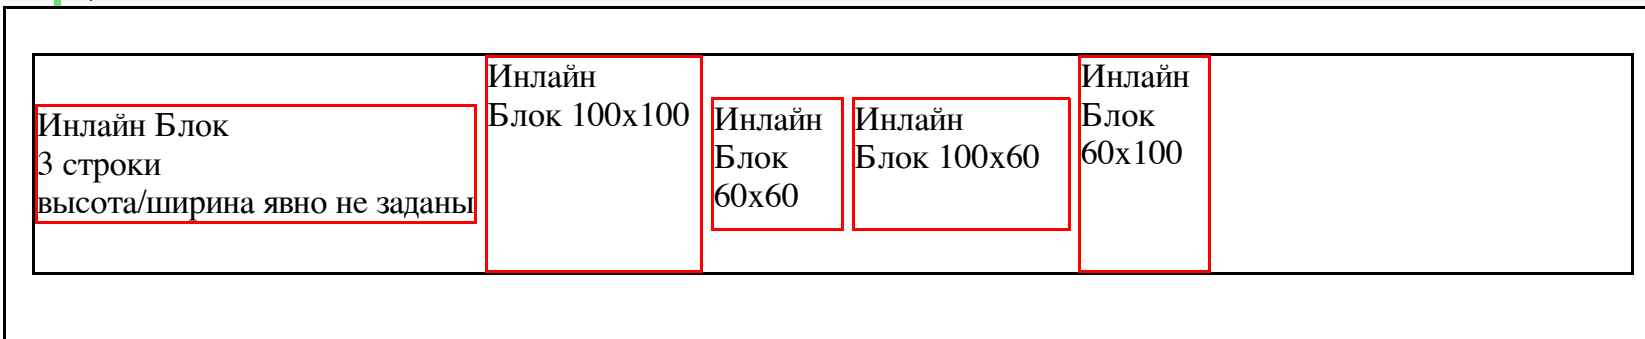 Инлайн Блок
3 строки
высота/ширина явно не заданы
Инлайн
Блок 100x100
Инлайн
Блок
60x60
Инлайн
Блок 100x60
Инлайн
Блок
60x100